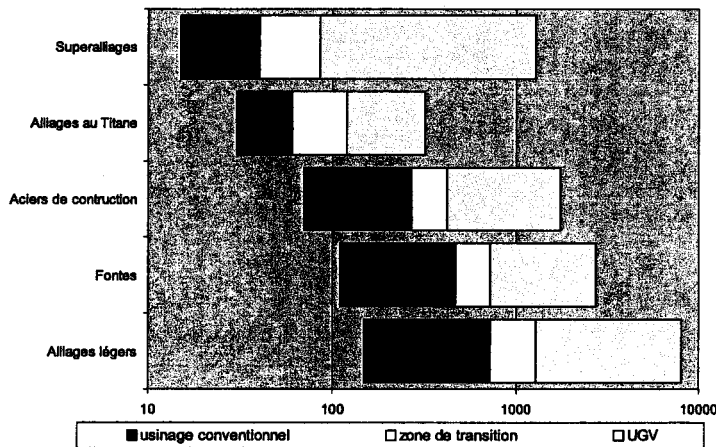 Superalliages
Alliages au Titane
Aciers de contruction
Fontes
Alliages légers
10 100 1000 10000
usinage conventionnel zone de transition UGV